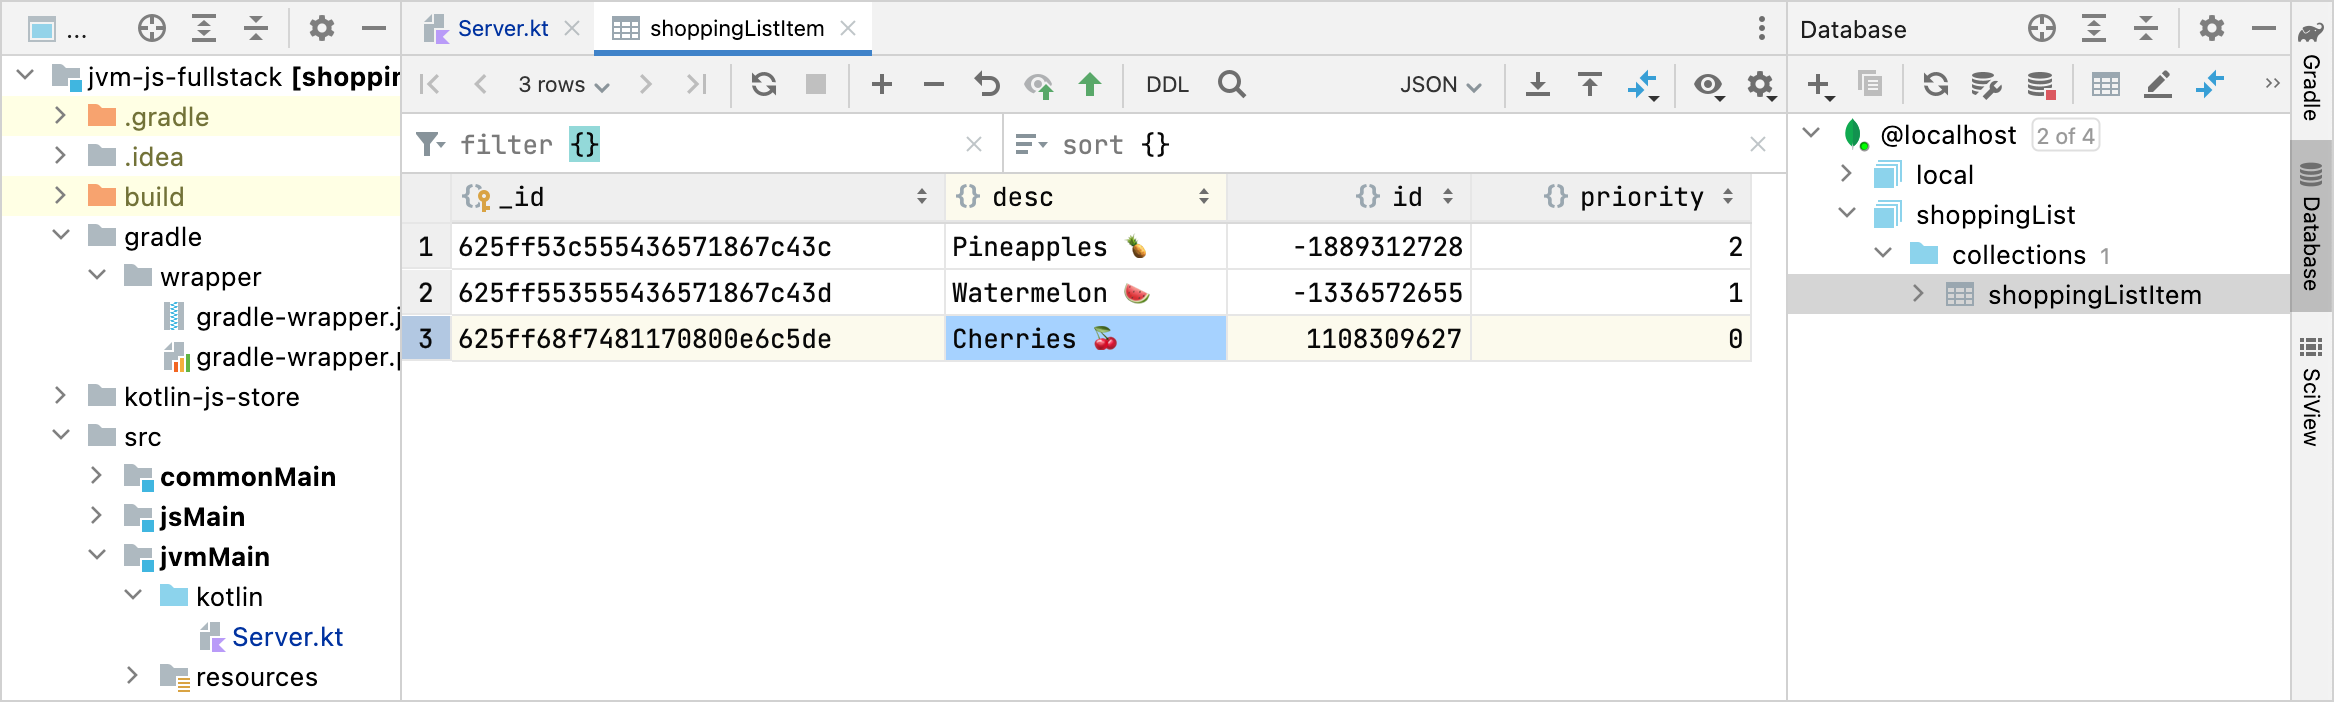 ...
jvm-js-fullstack [shoppin
.gradle
.idea
build
gradle
wrapper
gradle-wrapper.j
gradle-wrapper.p
kotlin-js-store
src
commonMain
jsMain
jvmMain
kotlin
Server.kt
resources
Server.kt shoppingListItem
3 rows DDL JSON
filter {} sort {}
_id {} desc {} id {} priority
1 625ff53c555436571867c43c Pineapples 🍍 -1889312728 2
2 625ff553555436571867c43d Watermelon 🍉 -1336572655 1
3 625ff68f7481170800e6c5de Cherries 🍒 1108309627 0
Database
@localhost 2 of 4
local
shoppingList
collections 1
shoppingListItem
Gradle
Database
SciView